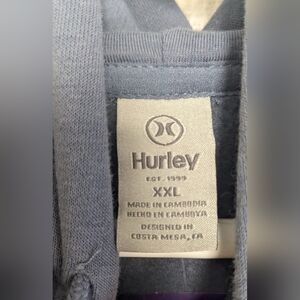 Hurley
EST. 1999
XXL
MADE IN CAMBODIA
HECHO EN CAMBOYA
DESIGNED IN
COSTA MESA, CA